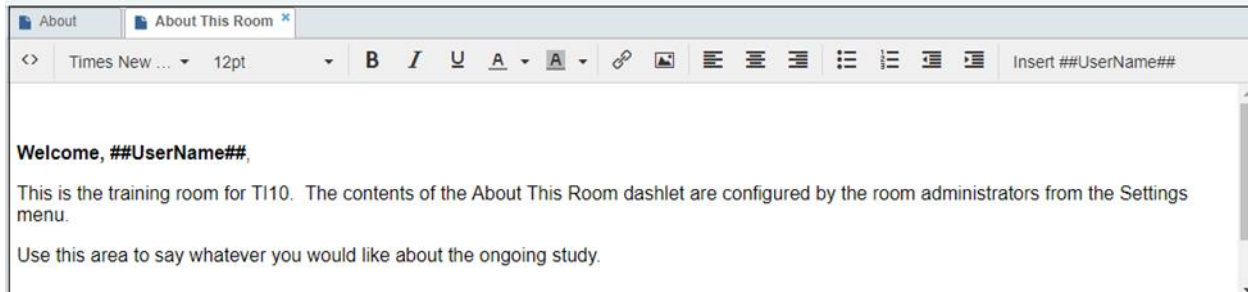 About About This Room ×
Times New ... 12pt B I U A A Insert ##UserName##
Welcome, ##UserName##,
This is the training room for TI10.  The contents of the About This Room dashlet are configured by the room administrators from the Settings
menu.
Use this area to say whatever you would like about the ongoing study.